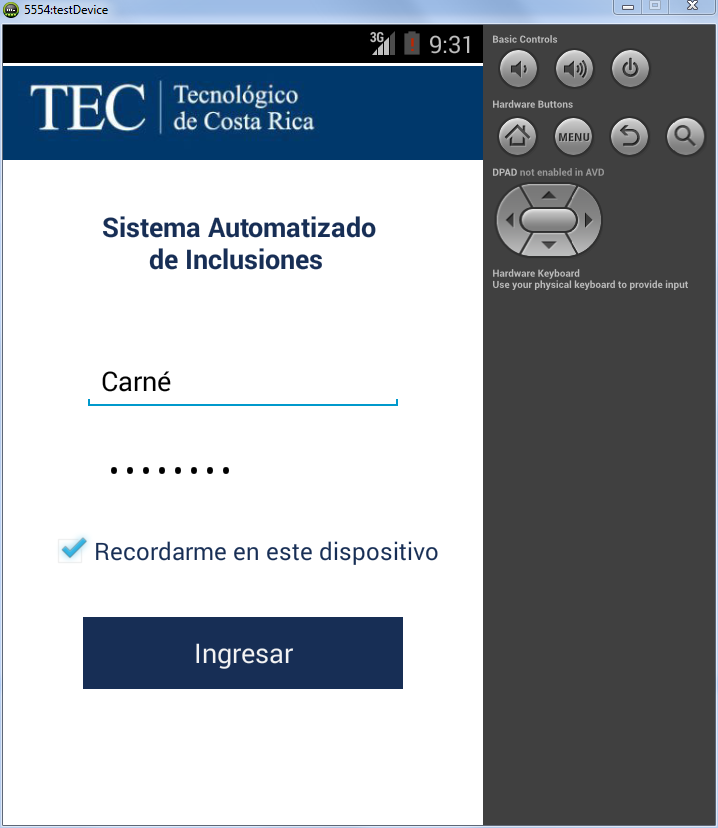 5554:testDevice
3G 9:31
TEC
Tecnológico
de Costa Rica
Sistema Automatizado
de Inclusiones
Carné
••••••••
Recordarme en este dispositivo
Ingresar
Basic Controls
Hardware Buttons
MENU
DPAD not enabled in AVD
Hardware Keyboard
Use your physical keyboard to provide input